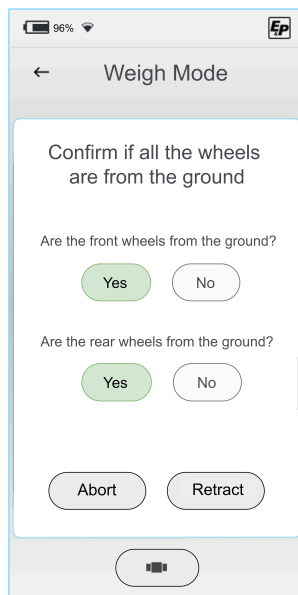 96%
EP
Weigh Mode
Confirm if all the wheels
are from the ground
Are the front wheels from the ground?
Yes No
Are the rear wheels from the ground?
Yes No
Abort Retract